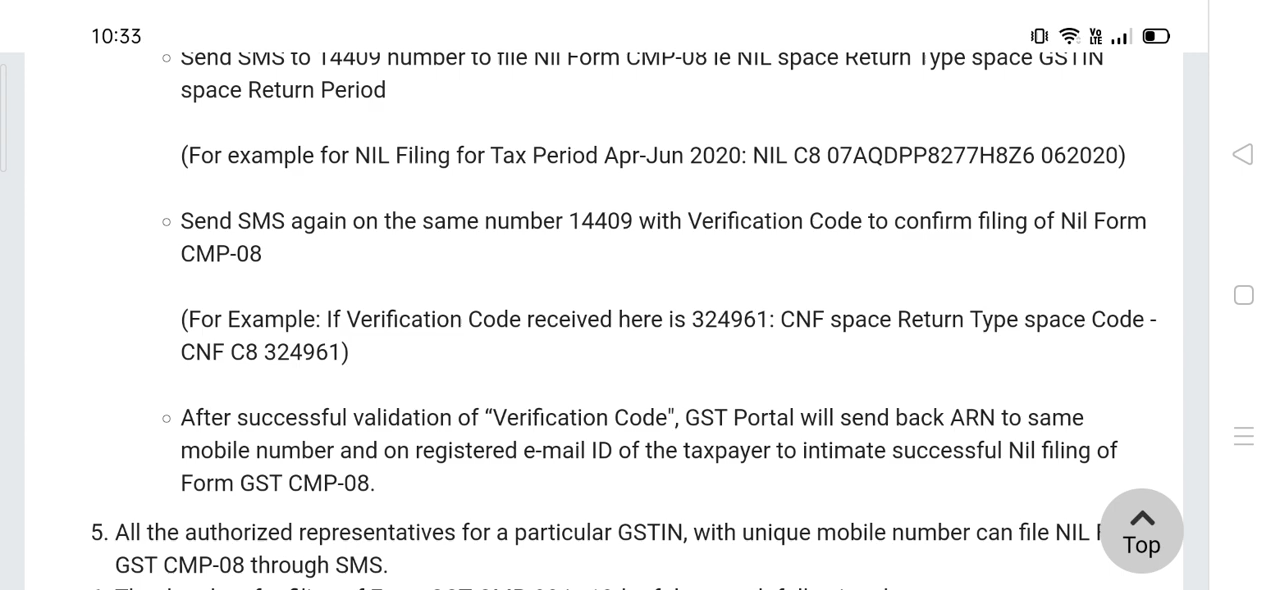 10:33
VO LTE
Send SMS to 14409 number to file Nil Form CMP-08 ie NIL space Return Type space GSTIN
space Return Period
(For example for NIL Filing for Tax Period Apr-Jun 2020: NIL C8 07AQDPP8277H8Z6 062020)
Send SMS again on the same number 14409 with Verification Code to confirm filing of Nil Form
CMP-08
(For Example: If Verification Code received here is 324961: CNF space Return Type space Code -
CNF C8 324961)
After successful validation of “Verification Code", GST Portal will send back ARN to same
mobile number and on registered e-mail ID of the taxpayer to intimate successful Nil filing of
Form GST CMP-08.
5. All the authorized representatives for a particular GSTIN, with unique mobile number can file NIL F
GST CMP-08 through SMS.
Top